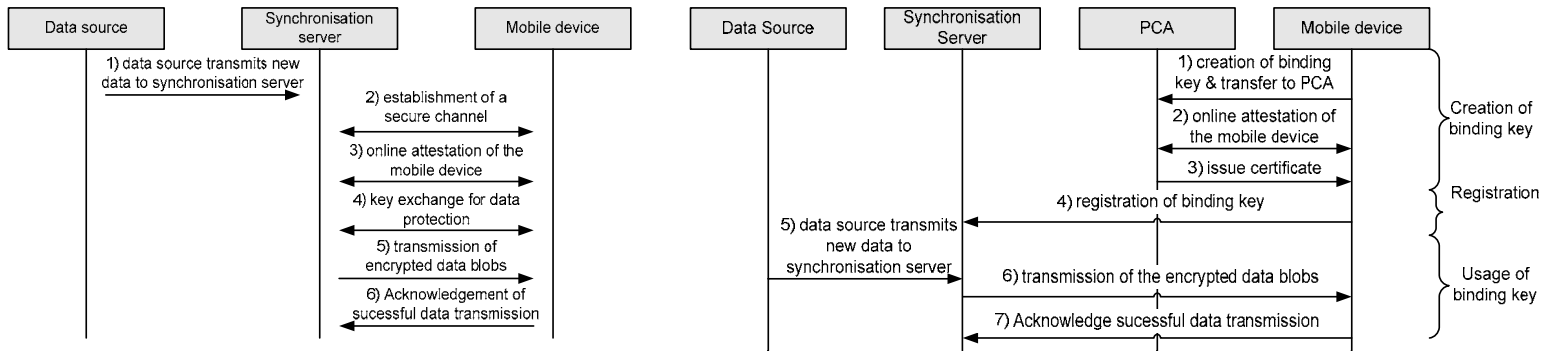 Data source
Synchronisation
server
Mobile device
1) data source transmits new
data to synchronisation server
2) establishment of a
secure channel
3) online attestation of the
mobile device
4) key exchange for data
protection
5) transmission of
encrypted data blobs
6) Acknowledgement of
sucessful data transmission
Data Source
Synchronisation
Server
PCA
Mobile device
1) creation of binding
key & transfer to PCA
2) online attestation of
the mobile device
3) issue certificate
Creation of
binding key
4) registration of binding key
Registration
5) data source transmits
new data to
synchronisation server
6) transmission of the encrypted data blobs
7) Acknowledge sucessful data transmission
Usage of
binding key